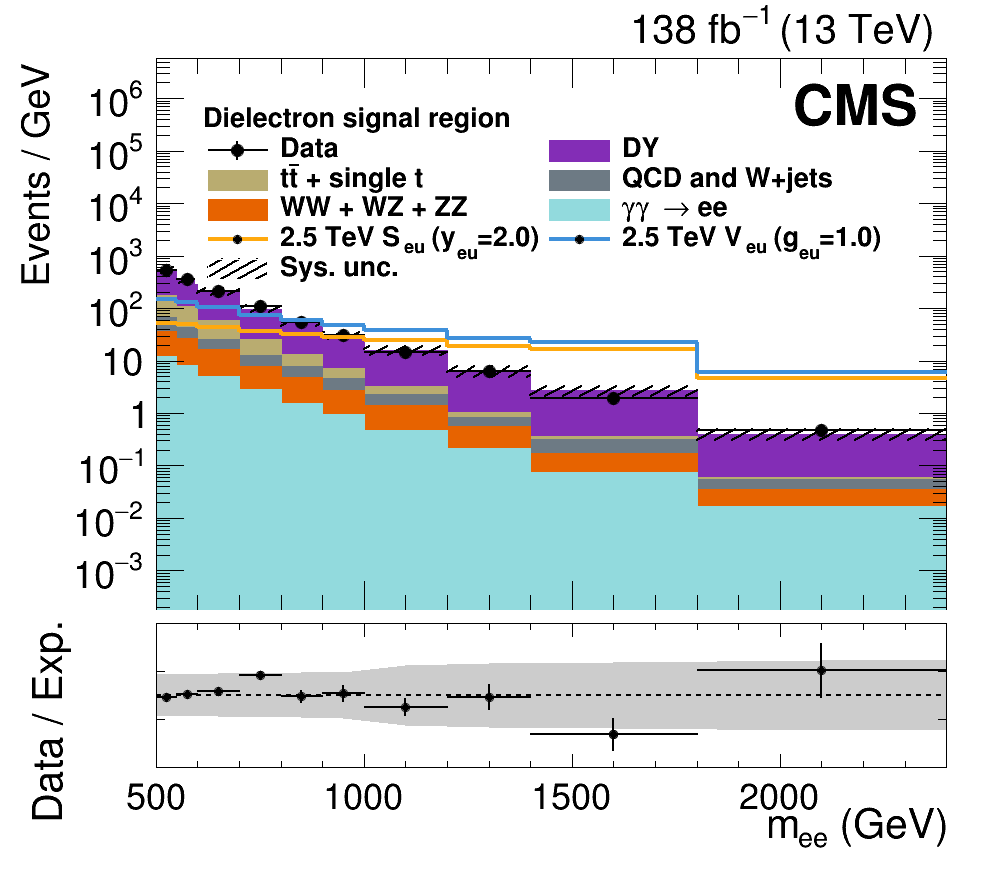 138 fb⁻¹ (13 TeV)
CMS
Events / GeV
10⁶
10⁵
10⁴
10³
10²
10
1
10⁻¹
10⁻²
10⁻³
Dielectron signal region
Data
DY
tt̄ + single t
QCD and W+jets
WW + WZ + ZZ
γγ → ee
2.5 TeV S_eu (y_eu=2.0)
2.5 TeV V_eu (g_eu=1.0)
Sys. unc.
Data / Exp.
500 1000 1500 2000
m_ee (GeV)